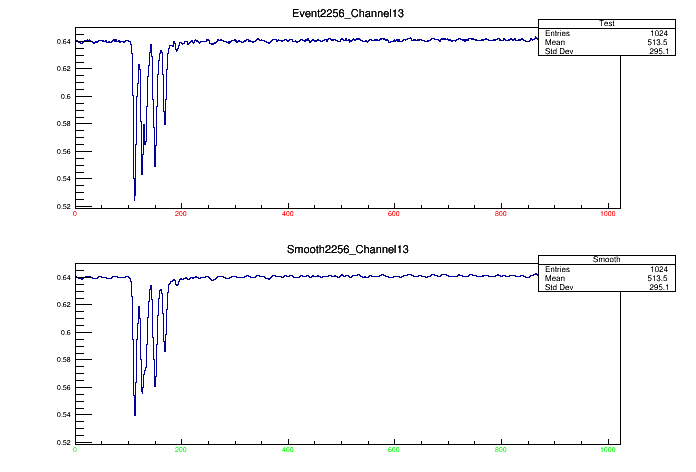 Event2256_Channel13
Test
Entries 1024
Mean 513.5
Std Dev 295.1
0.64
0.62
0.6
0.58
0.56
0.54
0.52
0 200 400 600 800 1000
Smooth2256_Channel13
Smooth
Entries 1024
Mean 513.5
Std Dev 295.1
0.64
0.62
0.6
0.58
0.56
0.54
0.52
0 200 400 600 800 1000